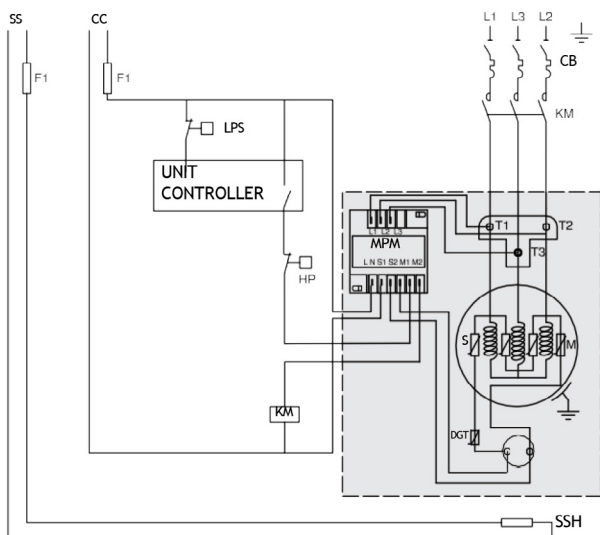 SS
CC
L1
L3
L2
F1
F1
CB
KM
LPS
UNIT
CONTROLLER
HP
L1 L2 L3
MPM
L N S1 S2 M1 M2
T1
T2
T3
S
M
KM
DGT
SSH